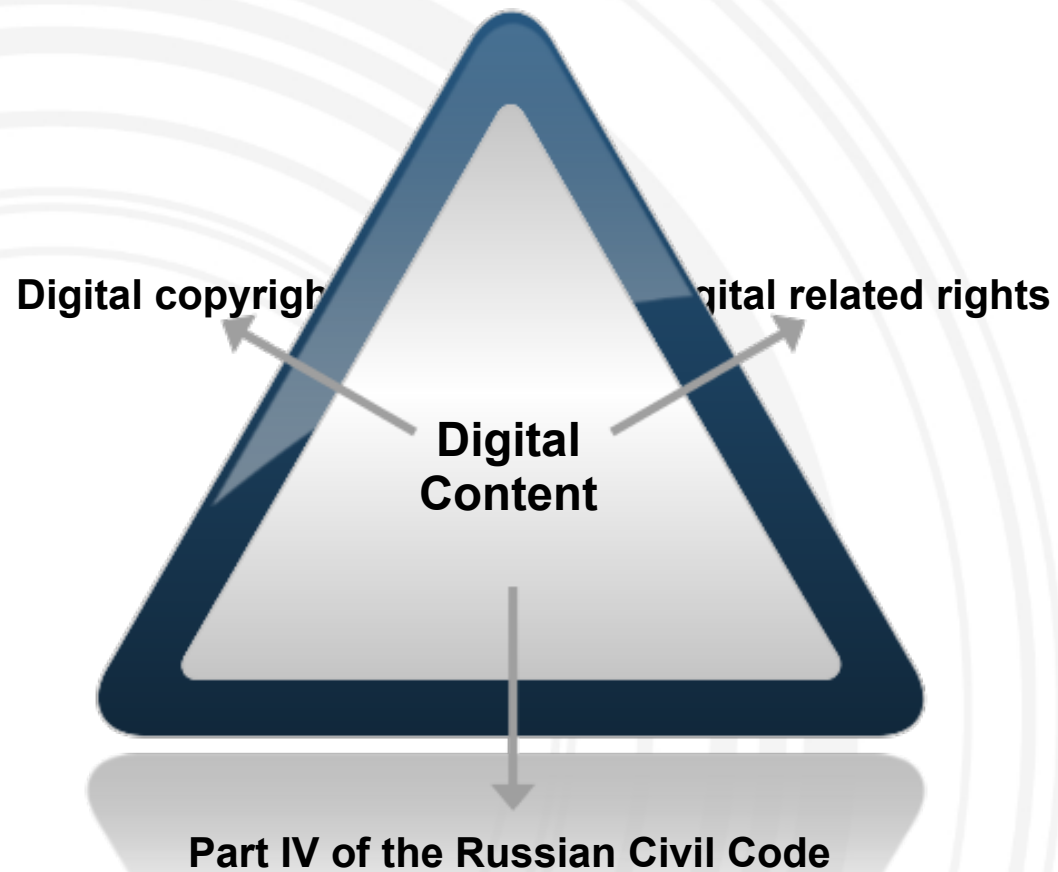 Digital copyrigh
gital related rights
Digital
Content
Part IV of the Russian Civil Code